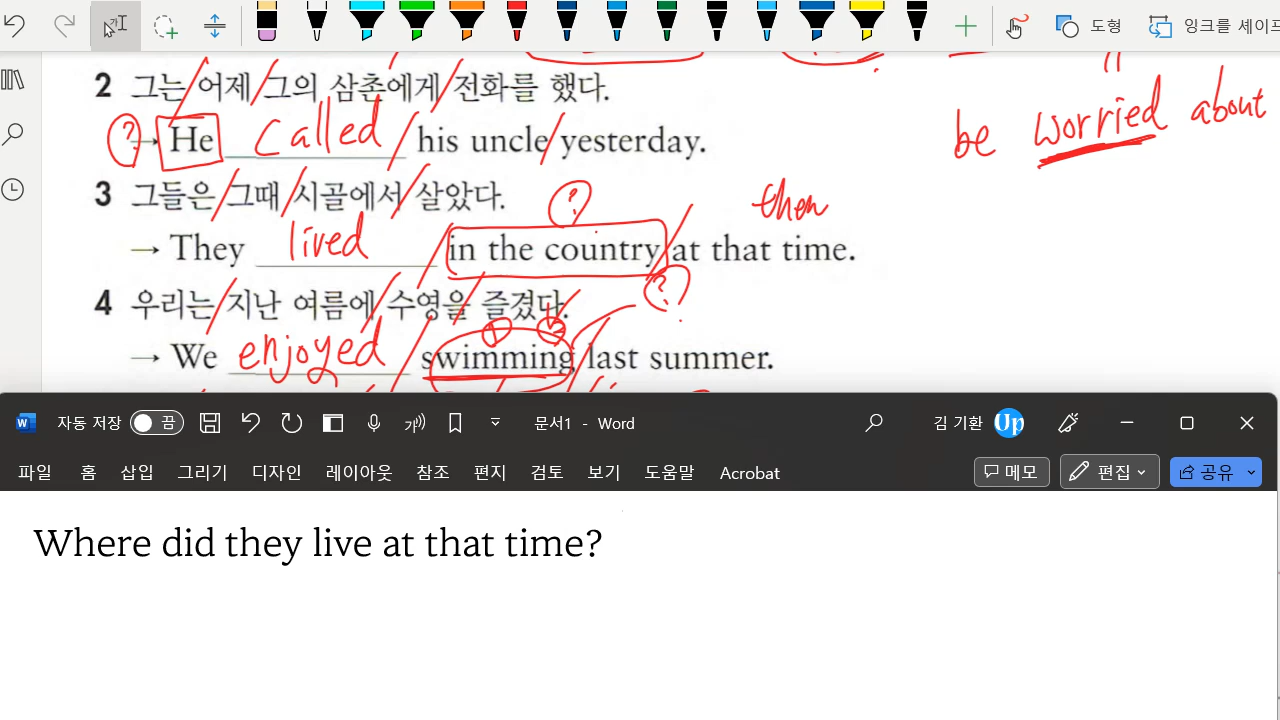 도형
잉크를 셰이프
2 그는 어제 그의 삼촌에게 전화를 했다.
→ He called his uncle yesterday.
be worried about
3 그들은 그때 시골에서 살았다.
then
→ They lived in the country at that time.
4 우리는 지난 여름에 수영을 즐겼다.
→ We enjoyed swimming last summer.
자동 저장 끔 가)) 문서1 - Word 김 기환 Up
파일 홈 삽입 그리기 디자인 레이아웃 참조 편지 검토 보기 도움말 Acrobat 메모 편집 공유
Where did they live at that time?